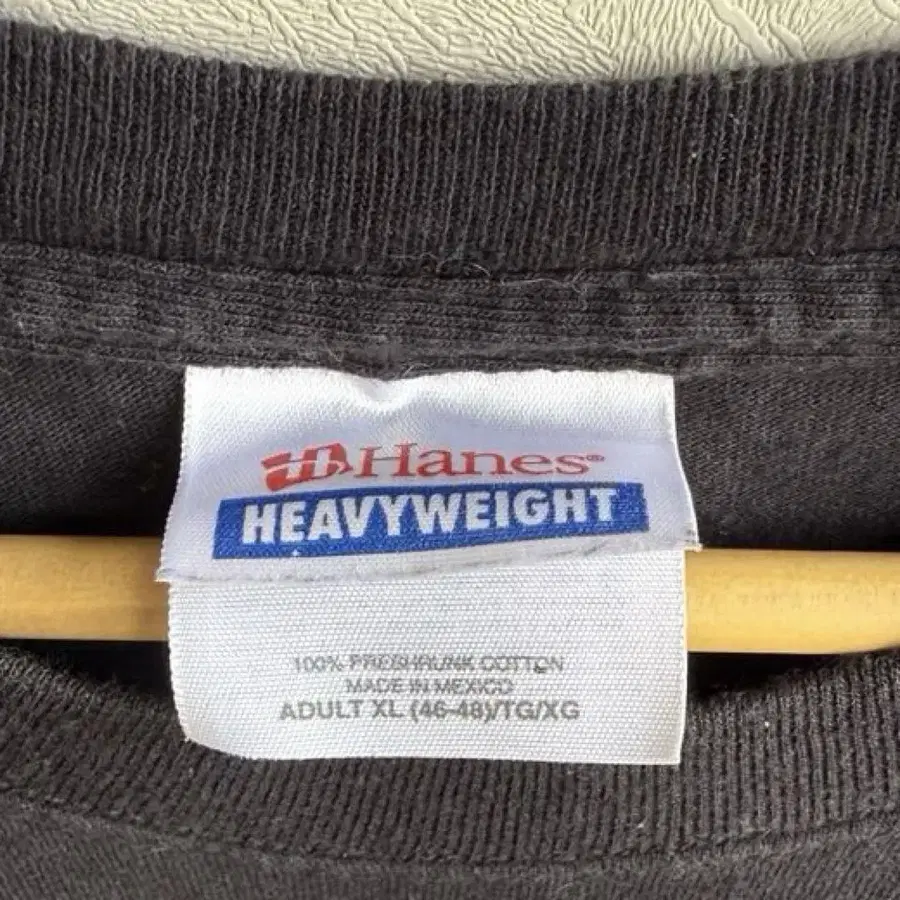 Hanes®
HEAVYWEIGHT
100% PRESHRUNK COTTON
MADE IN MEXICO
ADULT XL (46-48)/TG/XG